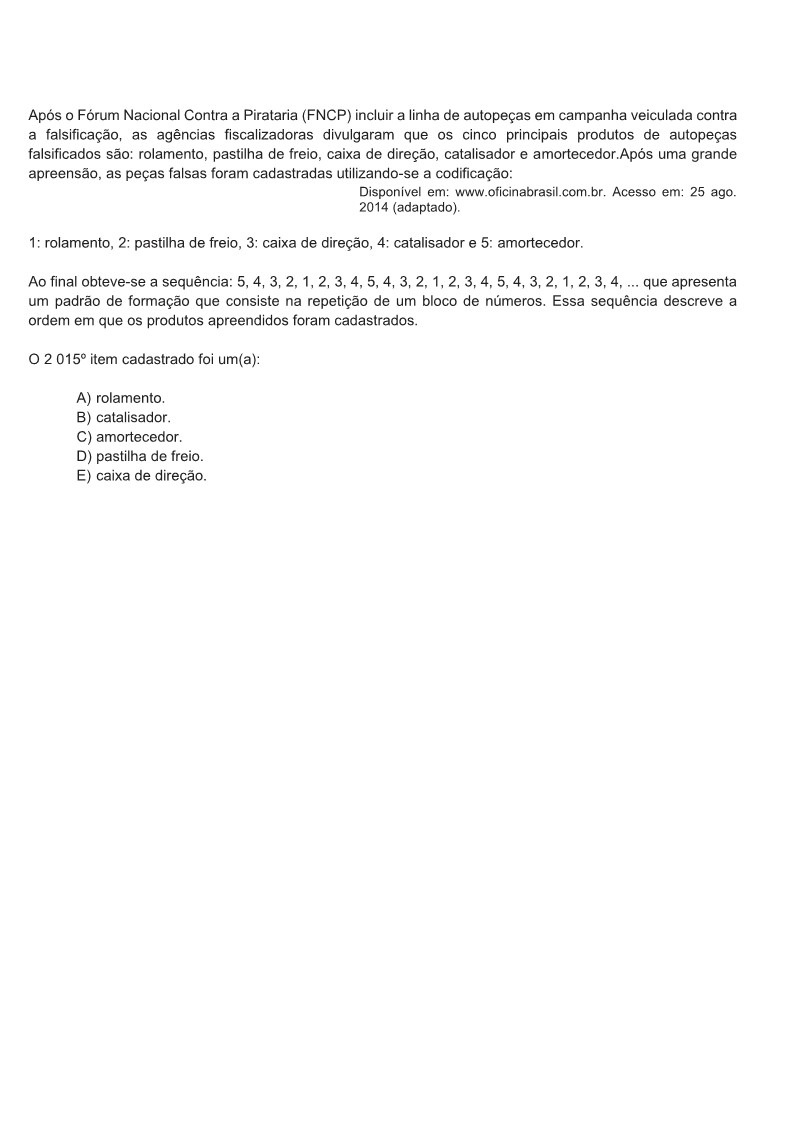 Após o Fórum Nacional Contra a Pirataria (FNCP) incluir a linha de autopeças em campanha veiculada contra
a falsificação, as agências fiscalizadoras divulgaram que os cinco principais produtos de autopeças
falsificados são: rolamento, pastilha de freio, caixa de direção, catalisador e amortecedor.Após uma grande
apreensão, as peças falsas foram cadastradas utilizando-se a codificação:
Disponível em: www.oficinabrasil.com.br. Acesso em: 25 ago.
2014 (adaptado).
1: rolamento, 2: pastilha de freio, 3: caixa de direção, 4: catalisador e 5: amortecedor.
Ao final obteve-se a sequência: 5, 4, 3, 2, 1, 2, 3, 4, 5, 4, 3, 2, 1, 2, 3, 4, 5, 4, 3, 2, 1, 2, 3, 4, ... que apresenta
um padrão de formação que consiste na repetição de um bloco de números. Essa sequência descreve a
ordem em que os produtos apreendidos foram cadastrados.
O 2 015º item cadastrado foi um(a):
A) rolamento.
B) catalisador.
C) amortecedor.
D) pastilha de freio.
E) caixa de direção.